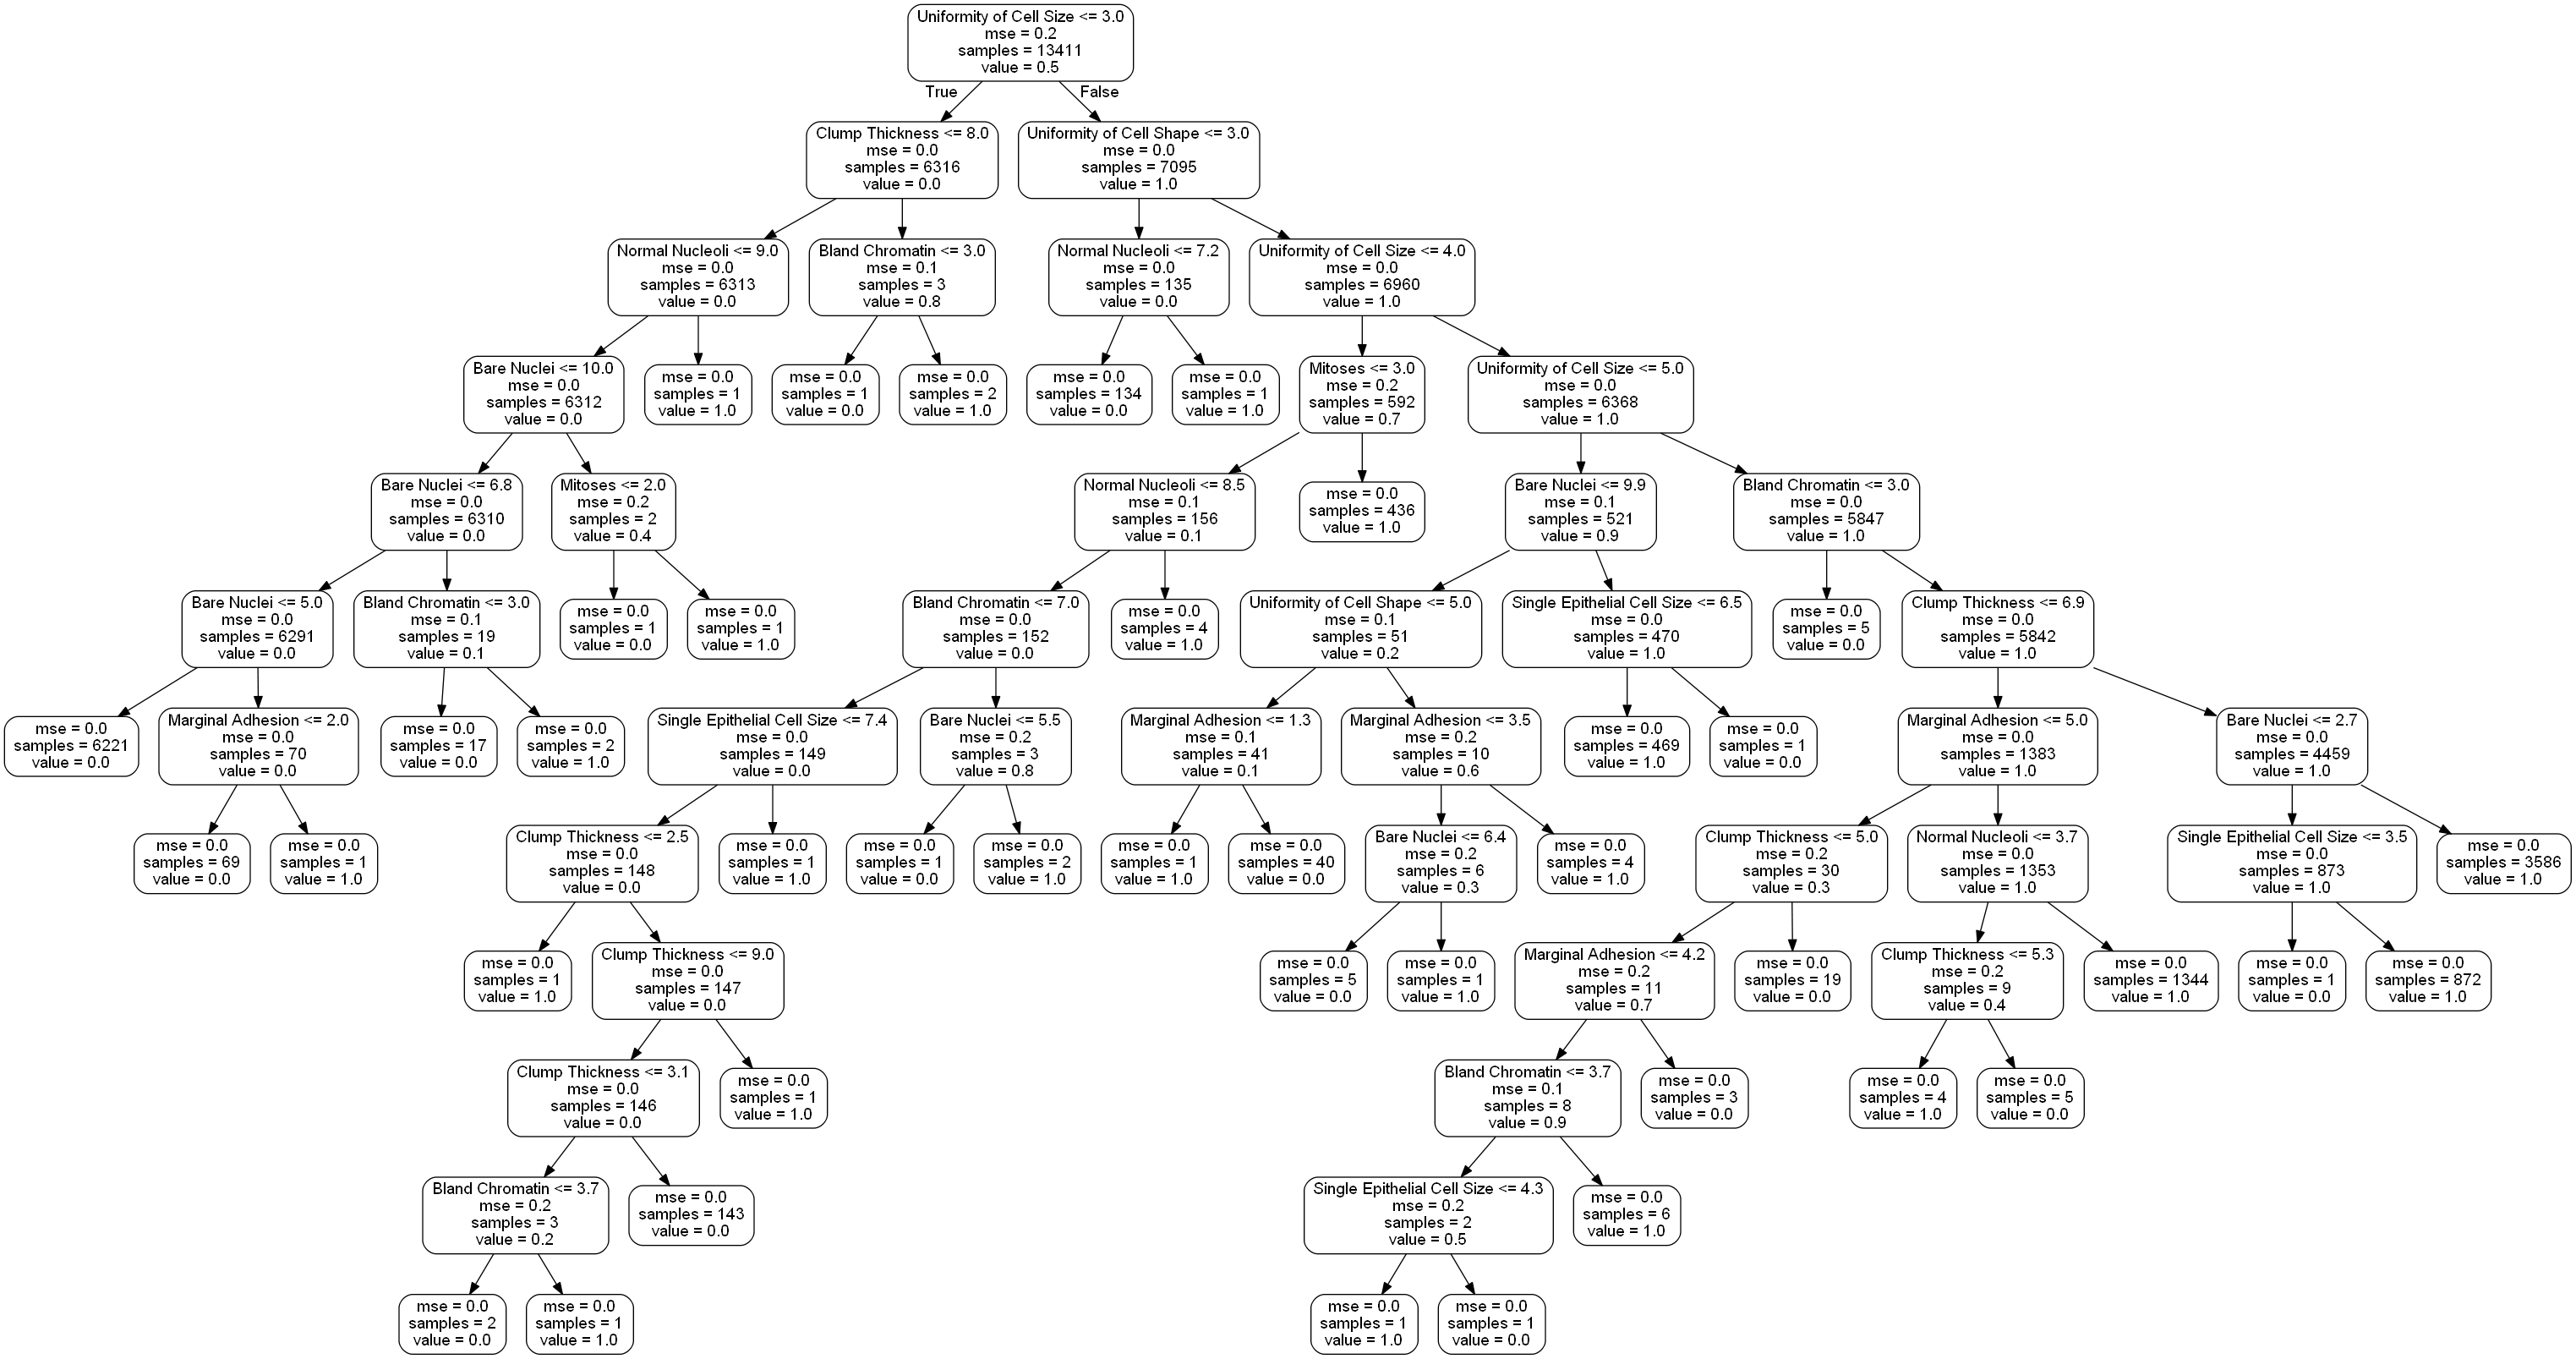 Uniformity of Cell Size <= 3.0
mse = 0.2
samples = 13411
value = 0.5
True
False
Clump Thickness <= 8.0
mse = 0.0
samples = 6316
value = 0.0
Uniformity of Cell Shape <= 3.0
mse = 0.0
samples = 7095
value = 1.0
Normal Nucleoli <= 9.0
mse = 0.0
samples = 6313
value = 0.0
Bland Chromatin <= 3.0
mse = 0.1
samples = 3
value = 0.8
Normal Nucleoli <= 7.2
mse = 0.0
samples = 135
value = 0.0
Uniformity of Cell Size <= 4.0
mse = 0.0
samples = 6960
value = 1.0
Bare Nuclei <= 10.0
mse = 0.0
samples = 6312
value = 0.0
mse = 0.0
samples = 1
value = 1.0
mse = 0.0
samples = 1
value = 0.0
mse = 0.0
samples = 2
value = 1.0
mse = 0.0
samples = 134
value = 0.0
mse = 0.0
samples = 1
value = 1.0
Mitoses <= 3.0
mse = 0.2
samples = 592
value = 0.7
Uniformity of Cell Size <= 5.0
mse = 0.0
samples = 6368
value = 1.0
Bare Nuclei <= 6.8
mse = 0.0
samples = 6310
value = 0.0
Mitoses <= 2.0
mse = 0.2
samples = 2
value = 0.4
Normal Nucleoli <= 8.5
mse = 0.1
samples = 156
value = 0.1
mse = 0.0
samples = 436
value = 1.0
Bare Nuclei <= 9.9
mse = 0.1
samples = 521
value = 0.9
Bland Chromatin <= 3.0
mse = 0.0
samples = 5847
value = 1.0
Bare Nuclei <= 5.0
mse = 0.0
samples = 6291
value = 0.0
Bland Chromatin <= 3.0
mse = 0.1
samples = 19
value = 0.1
mse = 0.0
samples = 1
value = 0.0
mse = 0.0
samples = 1
value = 1.0
Bland Chromatin <= 7.0
mse = 0.0
samples = 152
value = 0.0
mse = 0.0
samples = 4
value = 1.0
Uniformity of Cell Shape <= 5.0
mse = 0.1
samples = 51
value = 0.2
Single Epithelial Cell Size <= 6.5
mse = 0.0
samples = 470
value = 1.0
mse = 0.0
samples = 5
value = 0.0
Clump Thickness <= 6.9
mse = 0.0
samples = 5842
value = 1.0
mse = 0.0
samples = 6221
value = 0.0
Marginal Adhesion <= 2.0
mse = 0.0
samples = 70
value = 0.0
mse = 0.0
samples = 17
value = 0.0
mse = 0.0
samples = 2
value = 1.0
Single Epithelial Cell Size <= 7.4
mse = 0.0
samples = 149
value = 0.0
Bare Nuclei <= 5.5
mse = 0.2
samples = 3
value = 0.8
Marginal Adhesion <= 1.3
mse = 0.1
samples = 41
value = 0.1
Marginal Adhesion <= 3.5
mse = 0.2
samples = 10
value = 0.6
mse = 0.0
samples = 469
value = 1.0
mse = 0.0
samples = 1
value = 0.0
Marginal Adhesion <= 5.0
mse = 0.0
samples = 1383
value = 1.0
Bare Nuclei <= 2.7
mse = 0.0
samples = 4459
value = 1.0
mse = 0.0
samples = 69
value = 0.0
mse = 0.0
samples = 1
value = 1.0
Clump Thickness <= 2.5
mse = 0.0
samples = 148
value = 0.0
mse = 0.0
samples = 1
value = 1.0
mse = 0.0
samples = 1
value = 0.0
mse = 0.0
samples = 2
value = 1.0
mse = 0.0
samples = 1
value = 1.0
mse = 0.0
samples = 40
value = 0.0
Bare Nuclei <= 6.4
mse = 0.2
samples = 6
value = 0.3
mse = 0.0
samples = 4
value = 1.0
Clump Thickness <= 5.0
mse = 0.2
samples = 30
value = 0.3
Normal Nucleoli <= 3.7
mse = 0.0
samples = 1353
value = 1.0
Single Epithelial Cell Size <= 3.5
mse = 0.0
samples = 873
value = 1.0
mse = 0.0
samples = 3586
value = 1.0
mse = 0.0
samples = 1
value = 1.0
Clump Thickness <= 9.0
mse = 0.0
samples = 147
value = 0.0
mse = 0.0
samples = 5
value = 0.0
mse = 0.0
samples = 1
value = 1.0
Marginal Adhesion <= 4.2
mse = 0.2
samples = 11
value = 0.7
mse = 0.0
samples = 19
value = 0.0
Clump Thickness <= 5.3
mse = 0.2
samples = 9
value = 0.4
mse = 0.0
samples = 1344
value = 1.0
mse = 0.0
samples = 1
value = 0.0
mse = 0.0
samples = 872
value = 1.0
Clump Thickness <= 3.1
mse = 0.0
samples = 146
value = 0.0
mse = 0.0
samples = 1
value = 1.0
Bland Chromatin <= 3.7
mse = 0.1
samples = 8
value = 0.9
mse = 0.0
samples = 3
value = 0.0
mse = 0.0
samples = 4
value = 1.0
mse = 0.0
samples = 5
value = 0.0
Bland Chromatin <= 3.7
mse = 0.2
samples = 3
value = 0.2
mse = 0.0
samples = 143
value = 0.0
Single Epithelial Cell Size <= 4.3
mse = 0.2
samples = 2
value = 0.5
mse = 0.0
samples = 6
value = 1.0
mse = 0.0
samples = 2
value = 0.0
mse = 0.0
samples = 1
value = 1.0
mse = 0.0
samples = 1
value = 1.0
mse = 0.0
samples = 1
value = 0.0